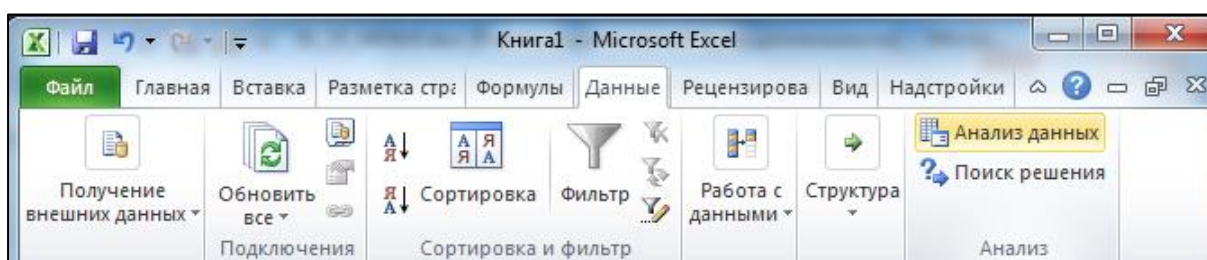 Книга1 - Microsoft Excel
Файл Главная Вставка Разметка стра Формулы Данные Рецензирова Вид Надстройки
Получение
внешних данных
Обновить
все
Подключения
А
Я
Я
А
А Я
Я А
Сортировка
Фильтр
Сортировка и фильтр
Работа с
данными
Структура
Анализ данных
Поиск решения
Анализ